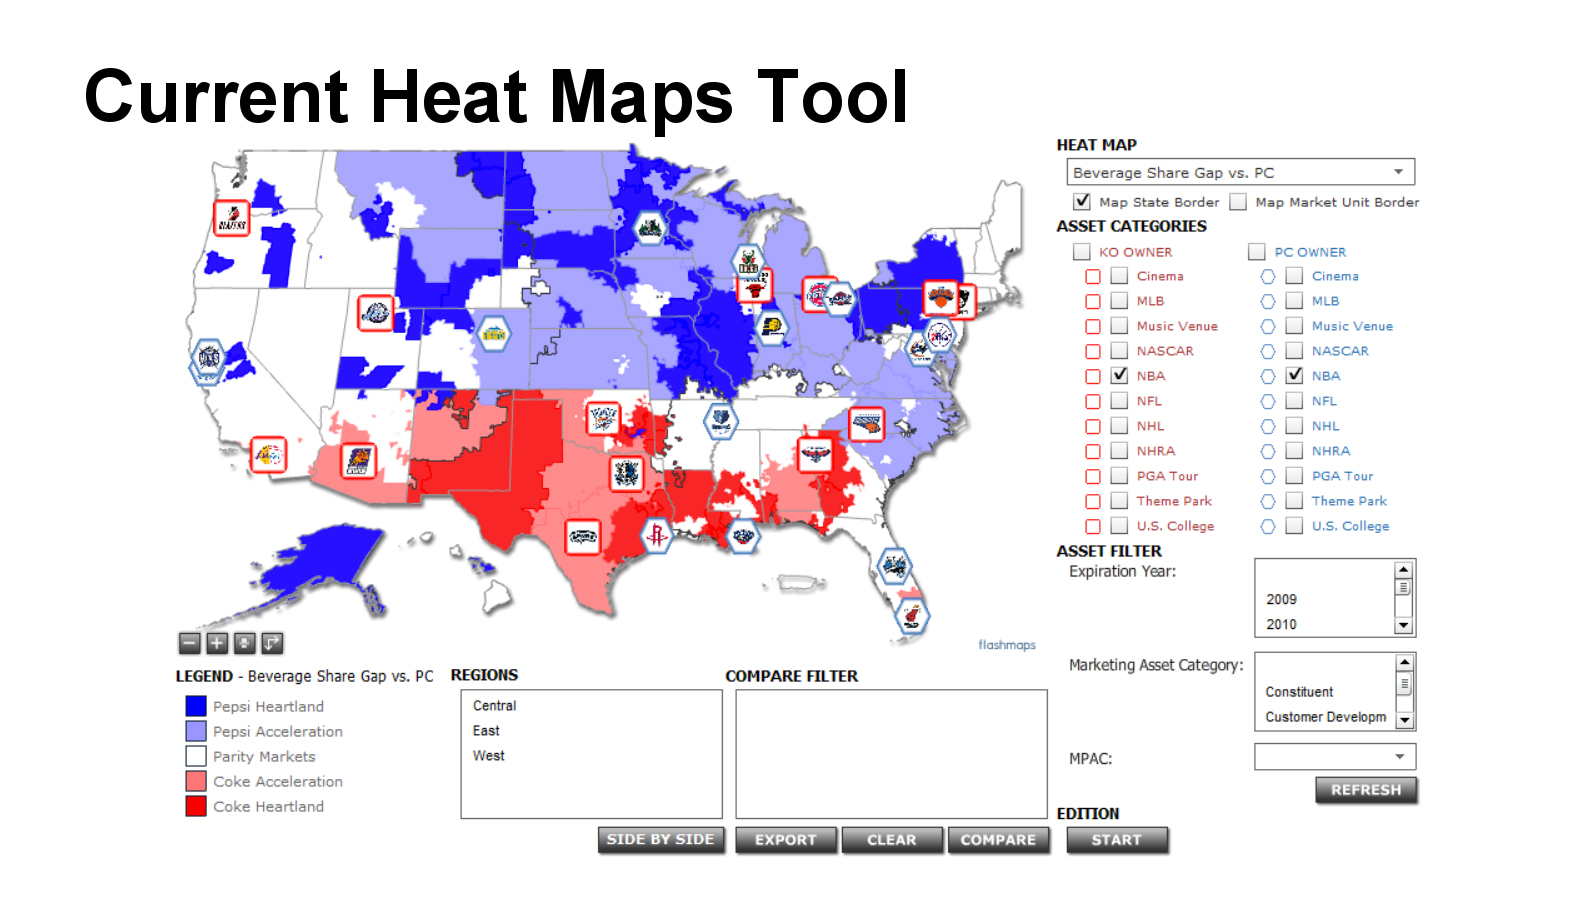 Current Heat Maps Tool
HEAT MAP
Beverage Share Gap vs. PC
Map State Border
Map Market Unit Border
ASSET CATEGORIES
KO OWNER
PC OWNER
Cinema
Cinema
MLB
MLB
Music Venue
Music Venue
NASCAR
NASCAR
NBA
NBA
NFL
NFL
NHL
NHL
NHRA
NHRA
PGA Tour
PGA Tour
Theme Park
Theme Park
U.S. College
U.S. College
ASSET FILTER
Expiration Year:
2009
2010
Marketing Asset Category:
Constituent
Customer Developm
MPAC:
REFRESH
EDITION
START
BLAZERS
flashmaps
LEGEND - Beverage Share Gap vs. PC
Pepsi Heartland
Pepsi Acceleration
Parity Markets
Coke Acceleration
Coke Heartland
REGIONS
Central
East
West
COMPARE FILTER
SIDE BY SIDE
EXPORT
CLEAR
COMPARE